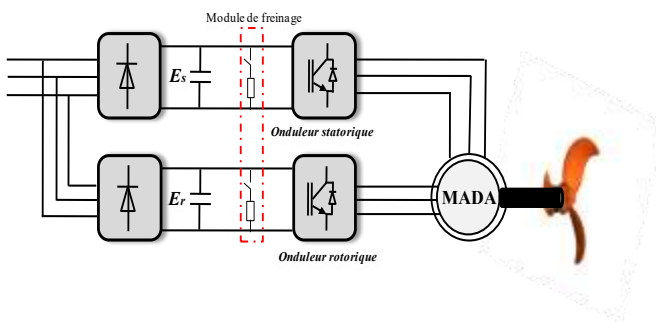 Module de freinage
Es
Onduleur statorique
MADA
Er
Onduleur rotorique